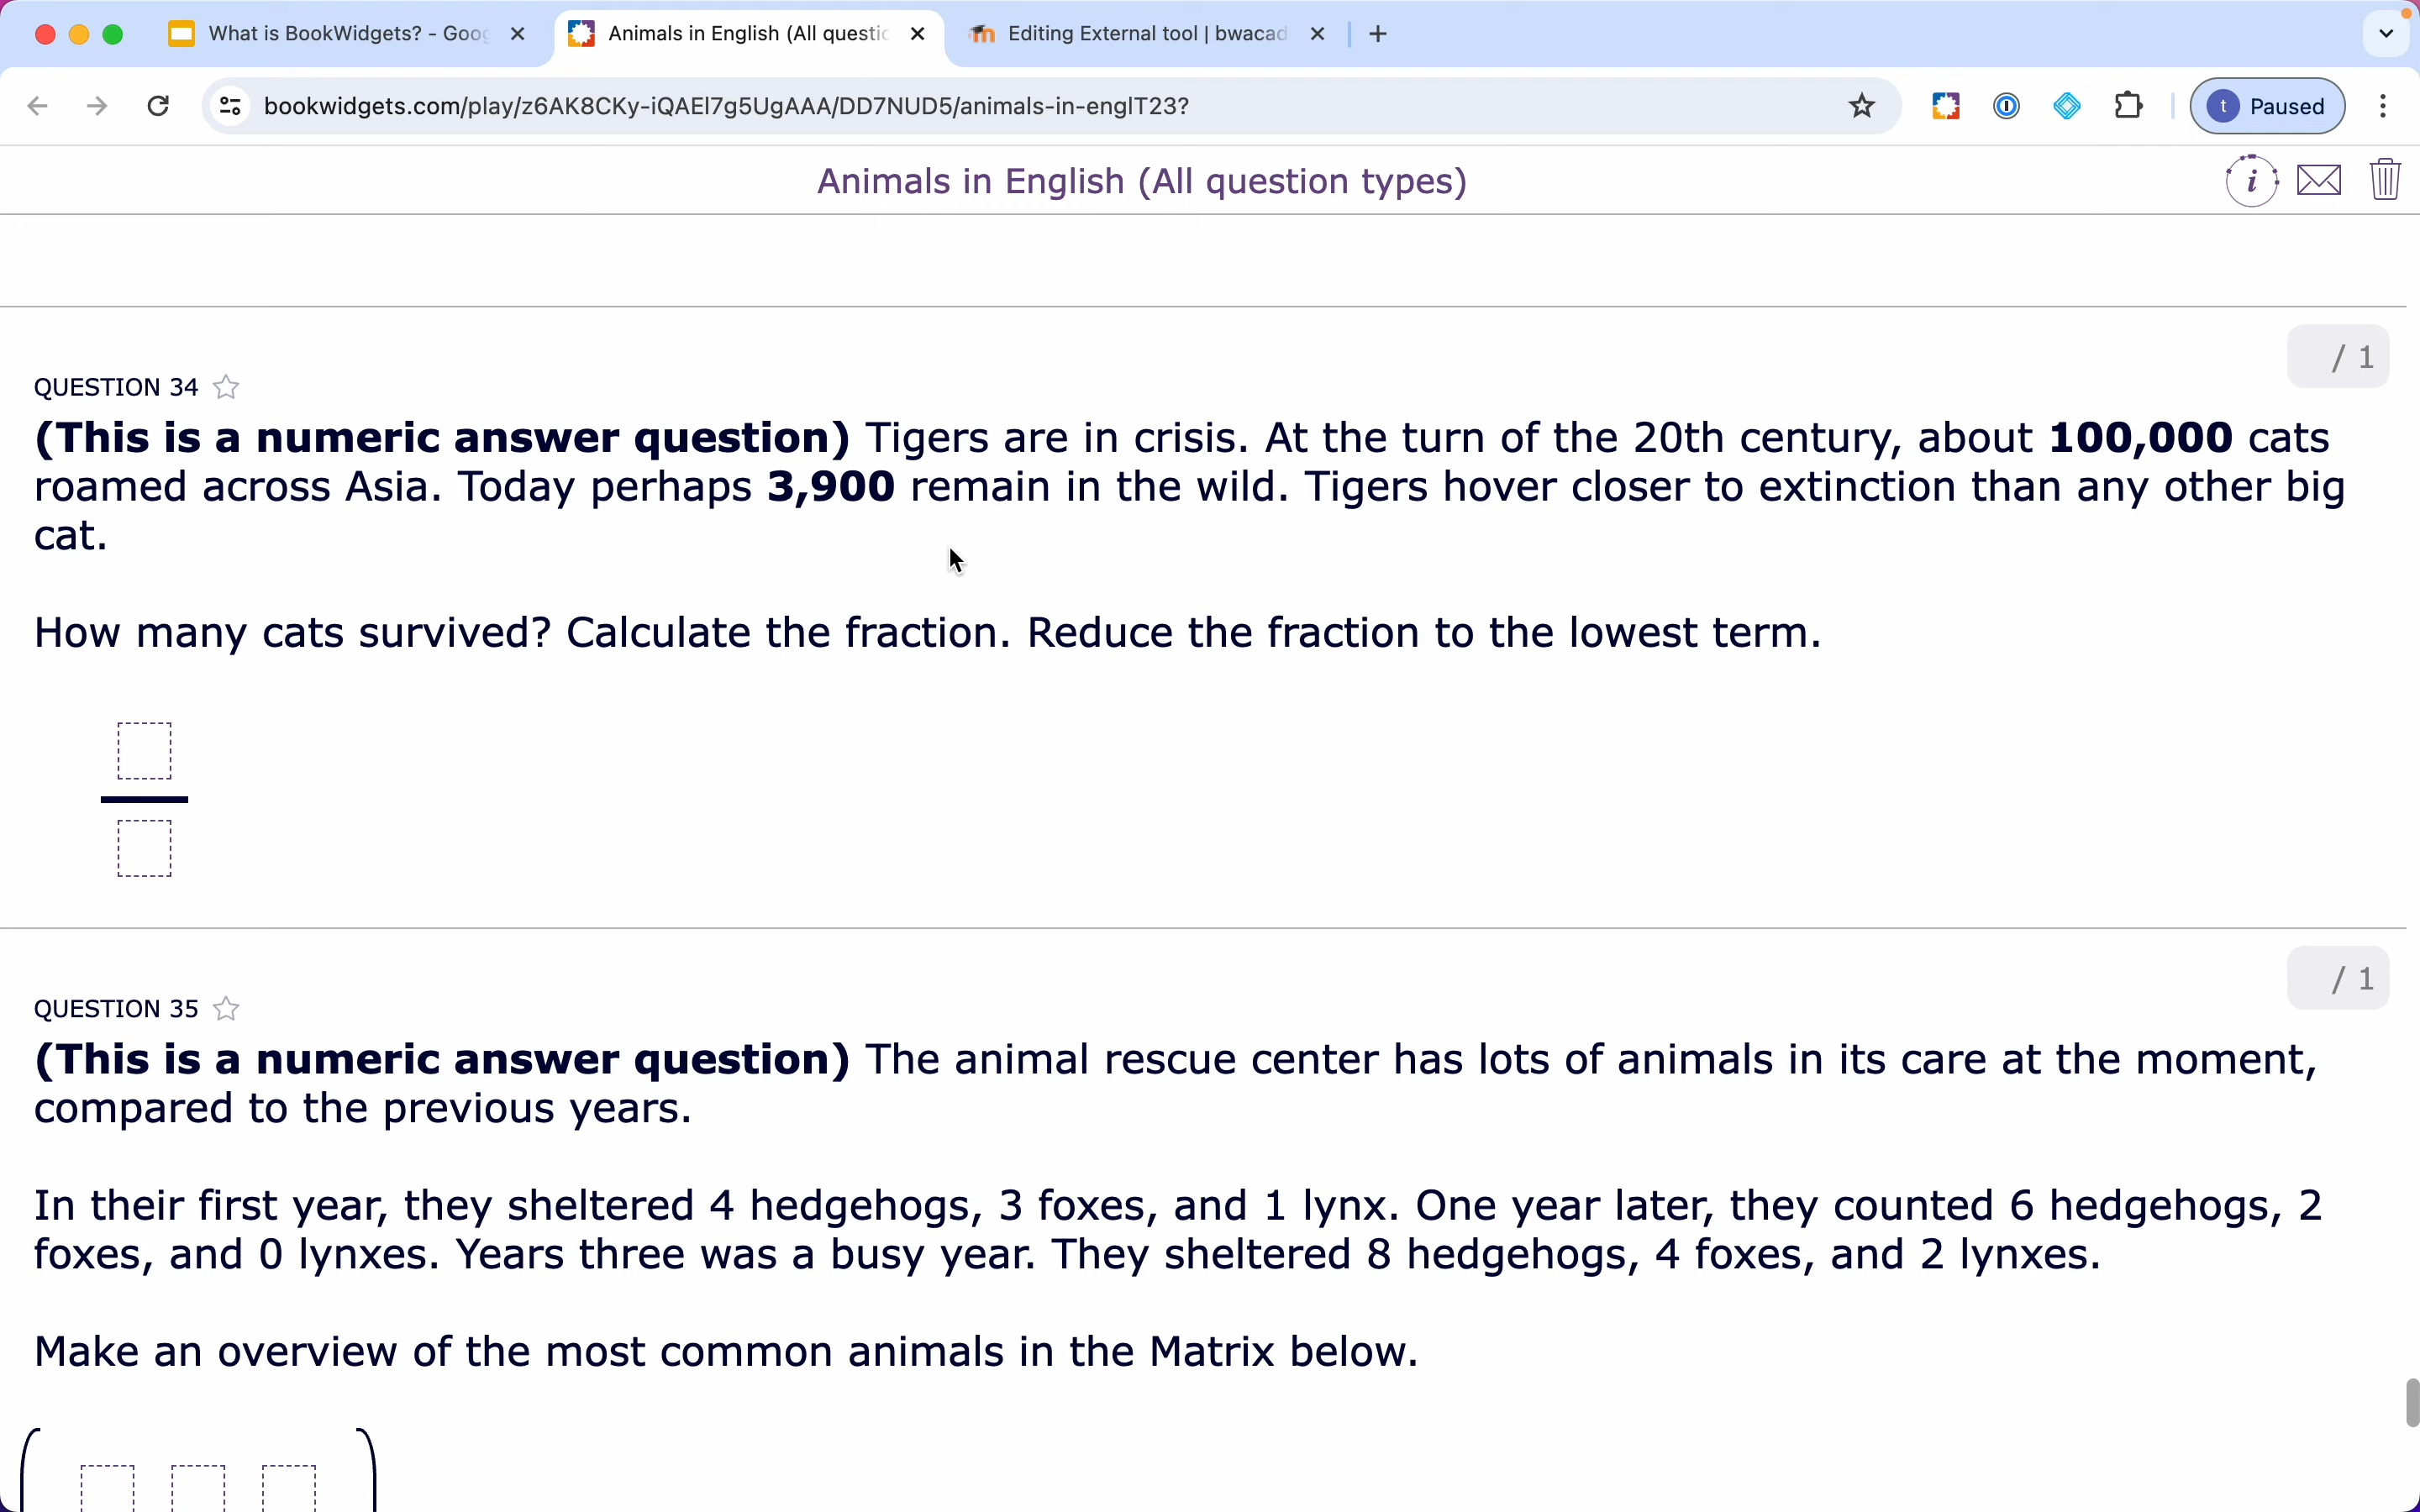 What is BookWidgets? - Goog
Animals in English (All questio
Editing External tool | bwacad
bookwidgets.com/play/z6AK8CKy-iQAEI7g5UgAAA/DD7NUD5/animals-in-englT23?
t Paused
Animals in English (All question types)
i
/ 1
QUESTION 34
(This is a numeric answer question) Tigers are in crisis. At the turn of the 20th century, about 100,000 cats
roamed across Asia. Today perhaps 3,900 remain in the wild. Tigers hover closer to extinction than any other big
cat.
How many cats survived? Calculate the fraction. Reduce the fraction to the lowest term.
/ 1
QUESTION 35
(This is a numeric answer question) The animal rescue center has lots of animals in its care at the moment,
compared to the previous years.
In their first year, they sheltered 4 hedgehogs, 3 foxes, and 1 lynx. One year later, they counted 6 hedgehogs, 2
foxes, and 0 lynxes. Years three was a busy year. They sheltered 8 hedgehogs, 4 foxes, and 2 lynxes.
Make an overview of the most common animals in the Matrix below.